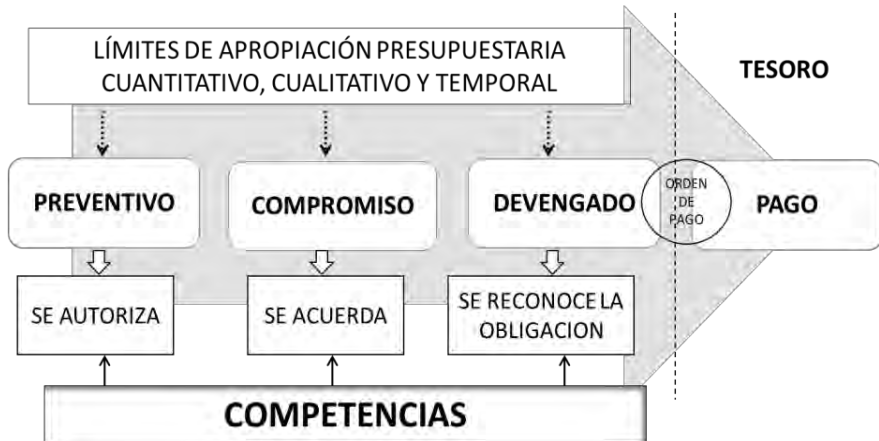 LÍMITES DE APROPIACIÓN PRESUPUESTARIA
CUANTITATIVO, CUALITATIVO Y TEMPORAL
TESORO
PREVENTIVO
COMPROMISO
DEVENGADO
ORDEN
DE
PAGO
PAGO
SE AUTORIZA
SE ACUERDA
SE RECONOCE LA
OBLIGACION
COMPETENCIAS